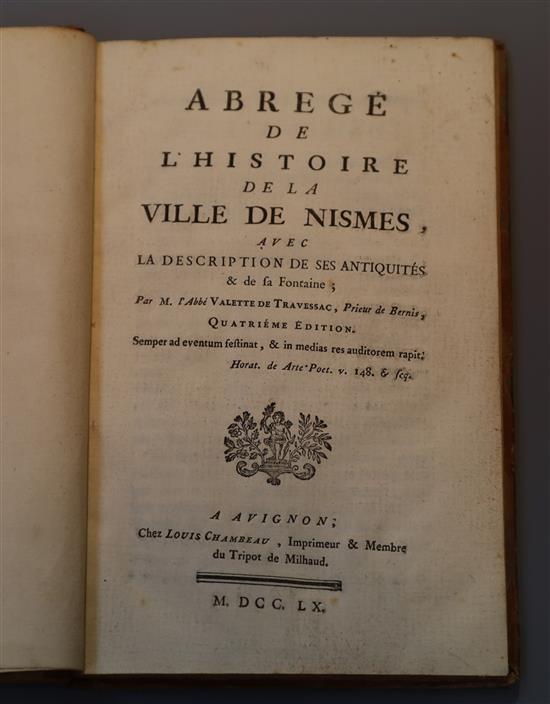 ABREGÉ
DE
L'HISTOIRE
DE LA
VILLE DE NISMES,
AVEC
LA DESCRIPTION DE SES ANTIQUITÉS
& de sa Fontaine ;
Par M. l'Abbé VALETTE DE TRAVESSAC, Prieur de Bernis,
QUATRIÉME ÉDITION.
Semper ad eventum festinat, & in medias res auditorem rapit.
Horat. de Arte Poet. v. 148. & seq.
A AVIGNON;
Chez LOUIS CHAMBEAU, Imprimeur & Membre
du Tripot de Milhaud.
M. DCC. LX.